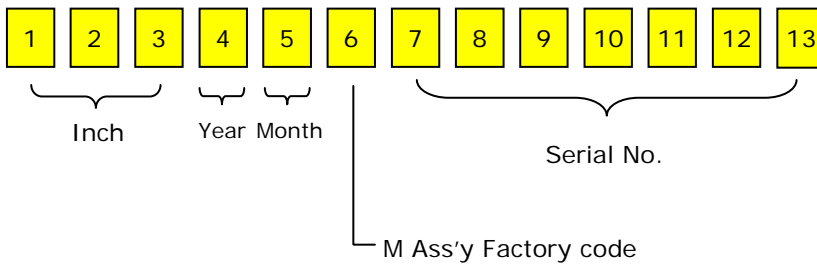 1 2 3 4 5 6 7 8 9 10 11 12 13
Inch Year Month Serial No.
M Ass'y Factory code